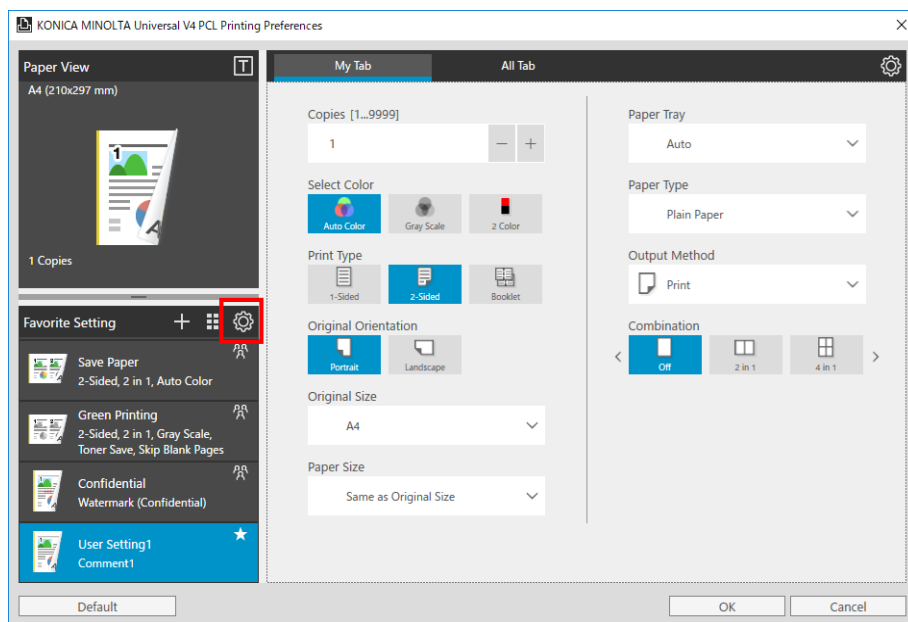 KONICA MINOLTA Universal V4 PCL Printing Preferences
Paper View
T
A4 (210x297 mm)
1
A
1 Copies
Favorite Setting
Save Paper
2-Sided, 2 in 1, Auto Color
Green Printing
2-Sided, 2 in 1, Gray Scale,
Toner Save, Skip Blank Pages
Confidential
Watermark (Confidential)
User Setting1
Comment1
My Tab
All Tab
Copies [1...9999]
1
Select Color
Auto Color
Gray Scale
2 Color
Print Type
1-Sided
2-Sided
Booklet
Original Orientation
Portrait
Landscape
Original Size
A4
Paper Size
Same as Original Size
Paper Tray
Auto
Paper Type
Plain Paper
Output Method
Print
Combination
Off
2 in 1
4 in 1
Default
OK
Cancel